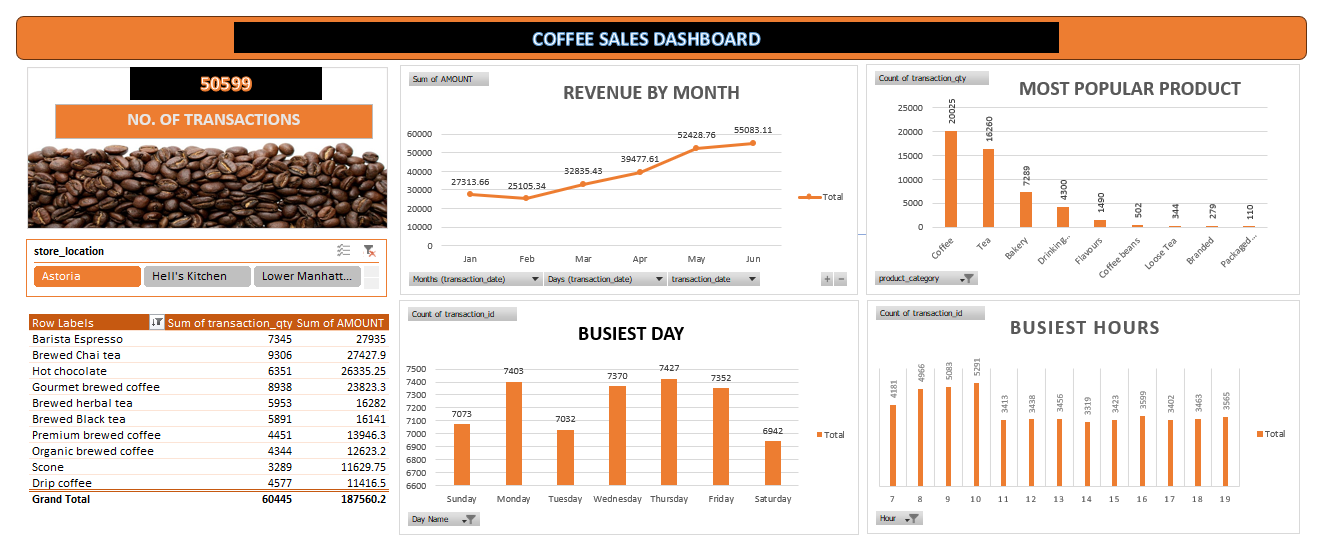 COFFEE SALES DASHBOARD
50599
NO. OF TRANSACTIONS
store_location
Astoria Hell's Kitchen Lower Manhatt...
Row Labels Sum of transaction_qty Sum of AMOUNT
Barista Espresso 7345 27935
Brewed Chai tea 9306 27427.9
Hot chocolate 6351 26335.25
Gourmet brewed coffee 8938 23823.3
Brewed herbal tea 5953 16282
Brewed Black tea 5891 16141
Premium brewed coffee 4451 13946.3
Organic brewed coffee 4344 12623.2
Scone 3289 11629.75
Drip coffee 4577 11416.5
Grand Total 60445 187560.2
Sum of AMOUNT
REVENUE BY MONTH
60000
50000
40000
30000
20000
10000
0
27313.66 25105.34 32835.43 39477.61 52428.76 55083.11
Jan Feb Mar Apr May Jun
Total
Months (transaction_date) Days (transaction_date) transaction_date
Count of transaction_qty
MOST POPULAR PRODUCT
25000
20000
15000
10000
5000
0
20025 16260 7289 4300 1490 502 344 279 110
Coffee Tea Bakery Drinking... Flavours Coffee beans Loose Tea Branded Packaged...
product_category
Count of transaction_id
BUSIEST DAY
7500
7400
7300
7200
7100
7000
6900
6800
6700
6600
7073 7403 7032 7370 7427 7352 6942
Sunday Monday Tuesday Wednesday Thursday Friday Saturday
Total
Day Name
Count of transaction_id
BUSIEST HOURS
4181 4966 5083 5291 3413 3438 3456 3319 3423 3599 3402 3463 3565
7 8 9 10 11 12 13 14 15 16 17 18 19
Total
Hour